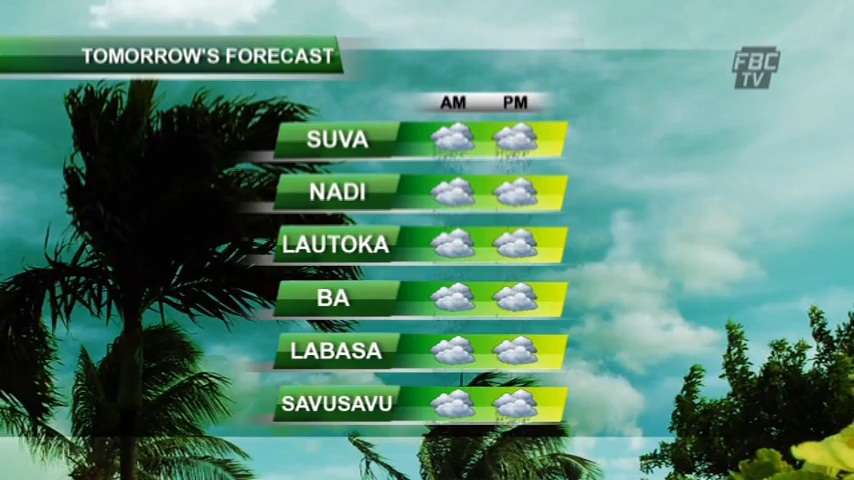 TOMORROW'S FORECAST
FBC
TV
AM PM
SUVA
NADI
LAUTOKA
BA
LABASA
SAVUSAVU